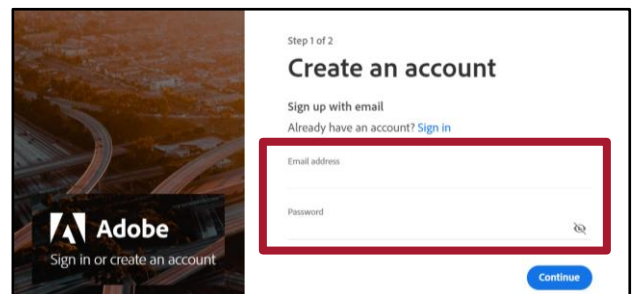 Step 1 of 2
Create an account
Sign up with email
Already have an account? Sign in
Email address
Password
Continue
Adobe
Sign in or create an account